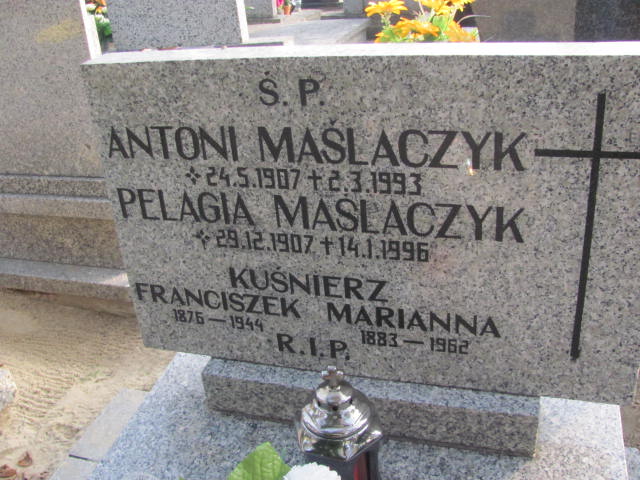 Ś. P.
ANTONI MAŚLACZYK
* 24.5.1907 + 2.3.1993
PELAGIA MAŚLACZYK
* 29.12.1907 + 14.1.1996
KUŚNIERZ
FRANCISZEK MARIANNA
1876 — 1944 1883 — 1962
R.I.P.